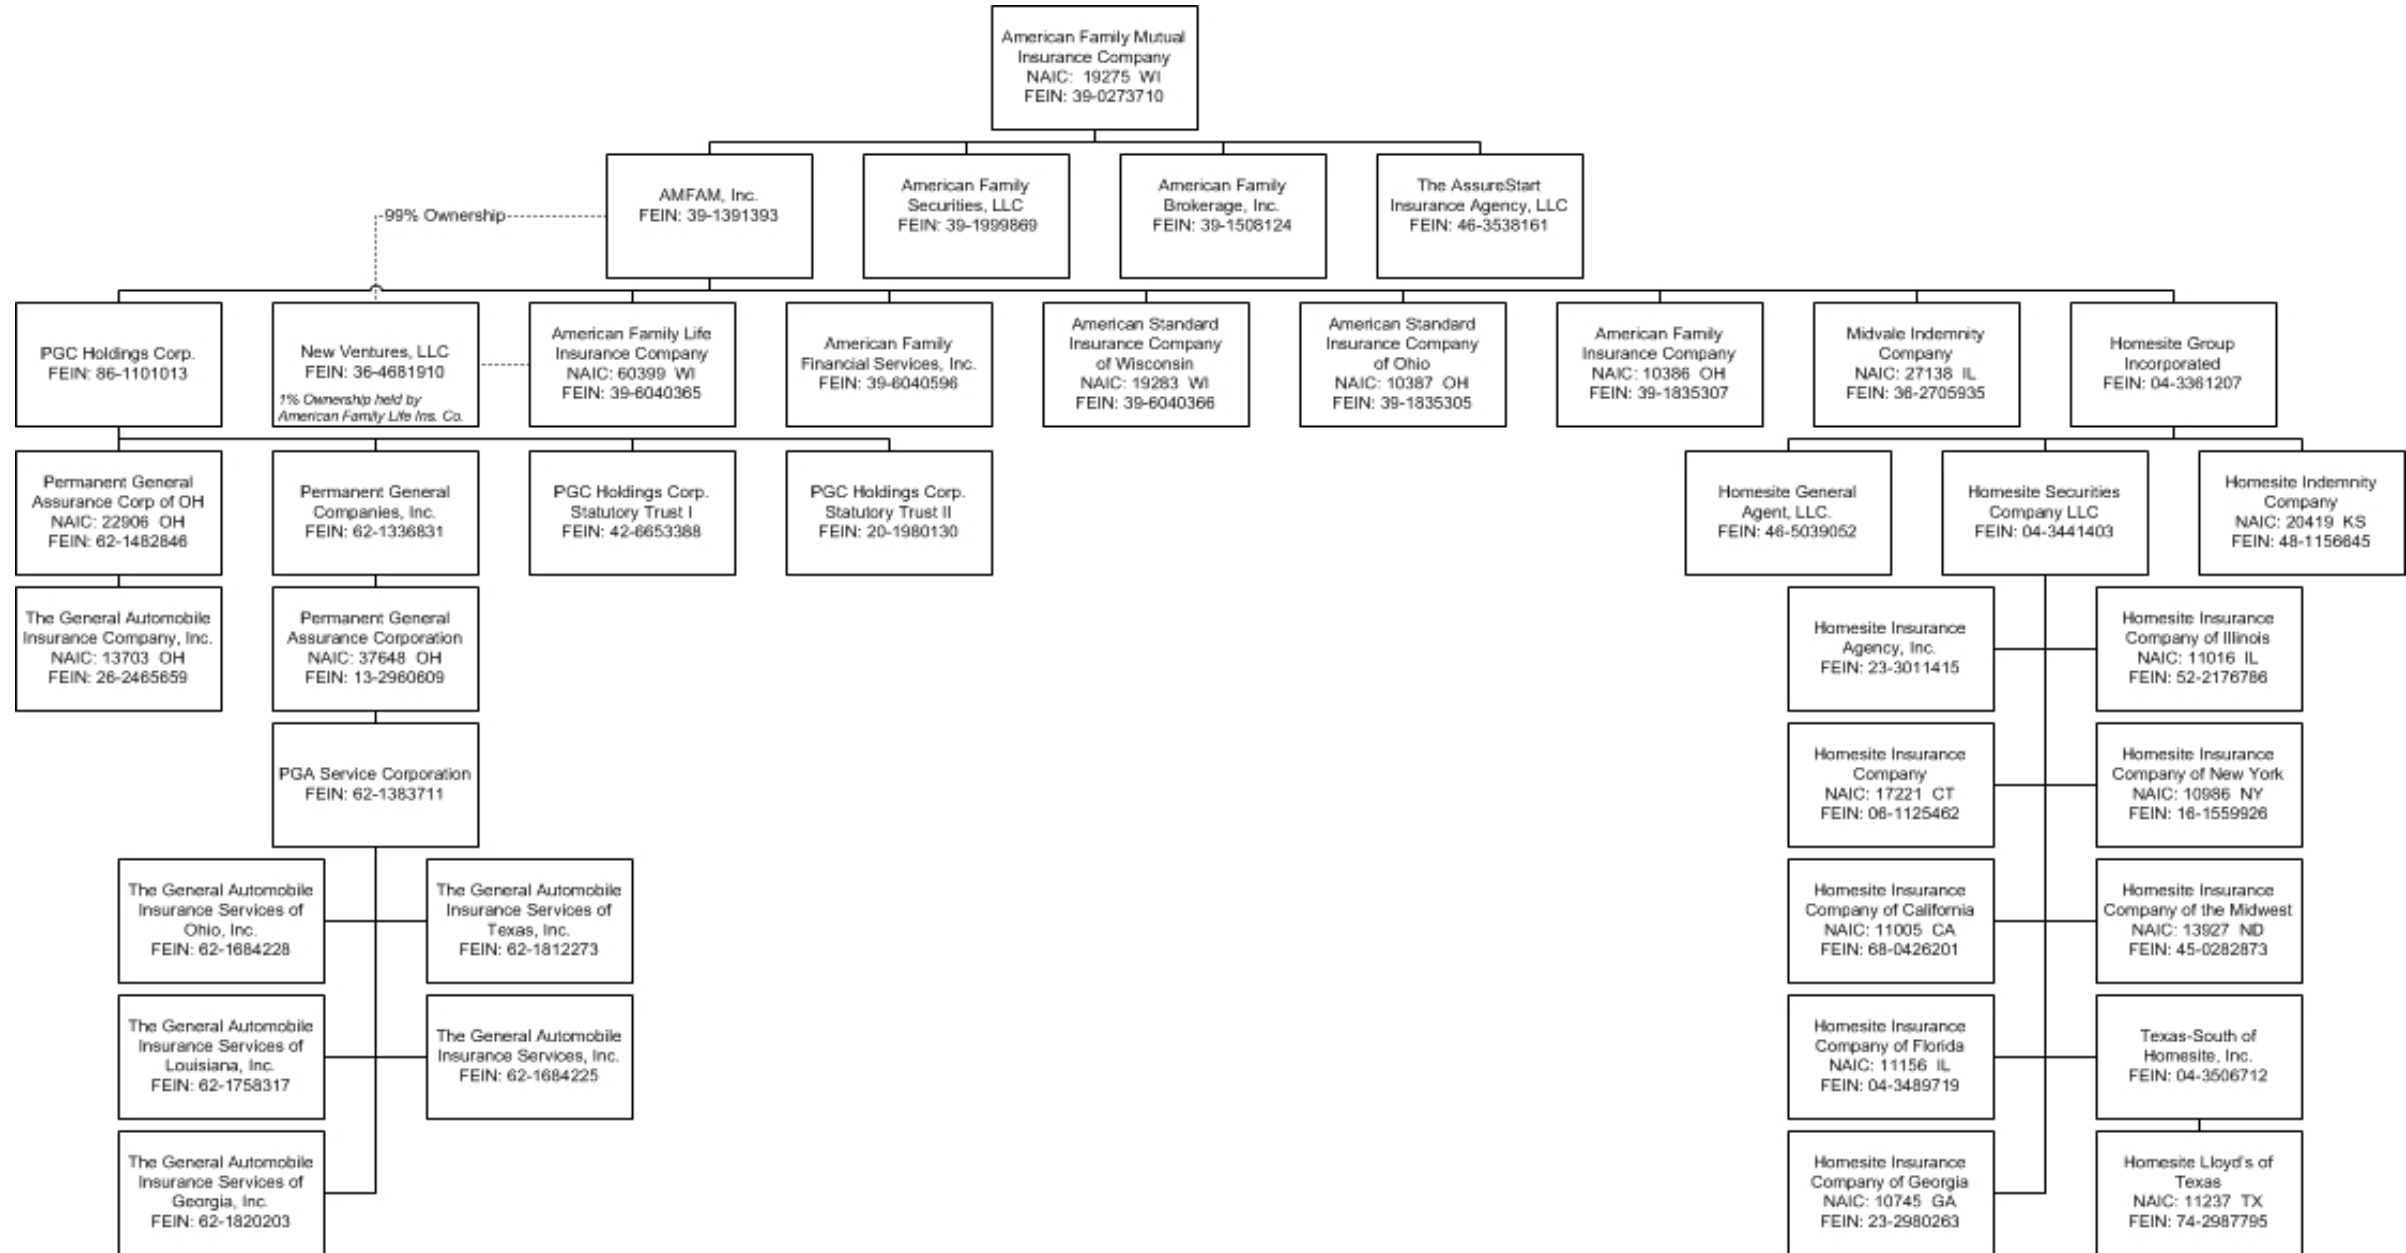 American Family Mutual
Insurance Company
NAIC: 19275 WI
FEIN: 39-0273710
AMFAM, Inc.
FEIN: 39-1391393
American Family
Securities, LLC
FEIN: 39-1999869
American Family
Brokerage, Inc.
FEIN: 39-1508124
The AssureStart
Insurance Agency, LLC
FEIN: 46-3538161
99% Ownership
PGC Holdings Corp.
FEIN: 86-1101013
New Ventures, LLC
FEIN: 36-4681910
1% Ownership held by
American Family Life Ins. Co.
American Family Life
Insurance Company
NAIC: 60399 WI
FEIN: 39-6040365
American Family
Financial Services, Inc.
FEIN: 39-6040596
American Standard
Insurance Company
of Wisconsin
NAIC: 19283 WI
FEIN: 39-6040366
American Standard
Insurance Company
of Ohio
NAIC: 10387 OH
FEIN: 39-1835305
American Family
Insurance Company
NAIC: 10386 OH
FEIN: 39-1835307
Midvale Indemnity
Company
NAIC: 27138 IL
FEIN: 36-2705935
Homesite Group
Incorporated
FEIN: 04-3361207
Permanent General
Assurance Corp of OH
NAIC: 22906 OH
FEIN: 62-1482846
Permanent General
Companies, Inc.
FEIN: 62-1336831
PGC Holdings Corp.
Statutory Trust I
FEIN: 42-6653388
PGC Holdings Corp.
Statutory Trust II
FEIN: 20-1980130
Homesite General
Agent, LLC.
FEIN: 46-5039052
Homesite Securities
Company LLC
FEIN: 04-3441403
Homesite Indemnity
Company
NAIC: 20419 KS
FEIN: 48-1156645
The General Automobile
Insurance Company, Inc.
NAIC: 13703 OH
FEIN: 26-2465659
Permanent General
Assurance Corporation
NAIC: 37648 OH
FEIN: 13-2960609
Homesite Insurance
Agency, Inc.
FEIN: 23-3011415
Homesite Insurance
Company of Illinois
NAIC: 11016 IL
FEIN: 52-2176786
PGA Service Corporation
FEIN: 62-1383711
Homesite Insurance
Company
NAIC: 17221 CT
FEIN: 06-1125462
Homesite Insurance
Company of New York
NAIC: 10986 NY
FEIN: 16-1559926
The General Automobile
Insurance Services of
Ohio, Inc.
FEIN: 62-1684228
The General Automobile
Insurance Services of
Texas, Inc.
FEIN: 62-1812273
Homesite Insurance
Company of California
NAIC: 11005 CA
FEIN: 68-0426201
Homesite Insurance
Company of the Midwest
NAIC: 13927 ND
FEIN: 45-0282873
The General Automobile
Insurance Services of
Louisiana, Inc.
FEIN: 62-1758317
The General Automobile
Insurance Services, Inc.
FEIN: 62-1684225
Homesite Insurance
Company of Florida
NAIC: 11156 IL
FEIN: 04-3489719
Texas-South of
Homesite, Inc.
FEIN: 04-3506712
The General Automobile
Insurance Services of
Georgia, Inc.
FEIN: 62-1820203
Homesite Insurance
Company of Georgia
NAIC: 10745 GA
FEIN: 23-2980263
Homesite Lloyd's of
Texas
NAIC: 11237 TX
FEIN: 74-2987795